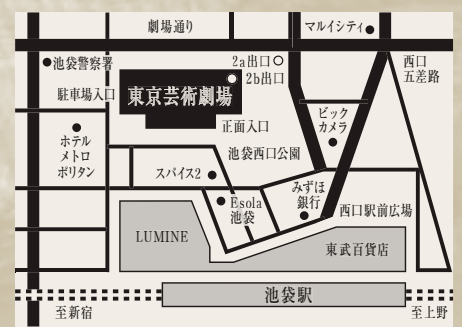 劇場通り
マルイシティ
池袋警察署
2a出口
2b出口
西口
五差路
駐車場入口
東京芸術劇場
正面入口
ビック
カメラ
ホテル
メトロ
ポリタン
池袋西口公園
スパイス2
みずほ
銀行
Esola
池袋
西口駅前広場
LUMINE
東武百貨店
池袋駅
至新宿
至上野